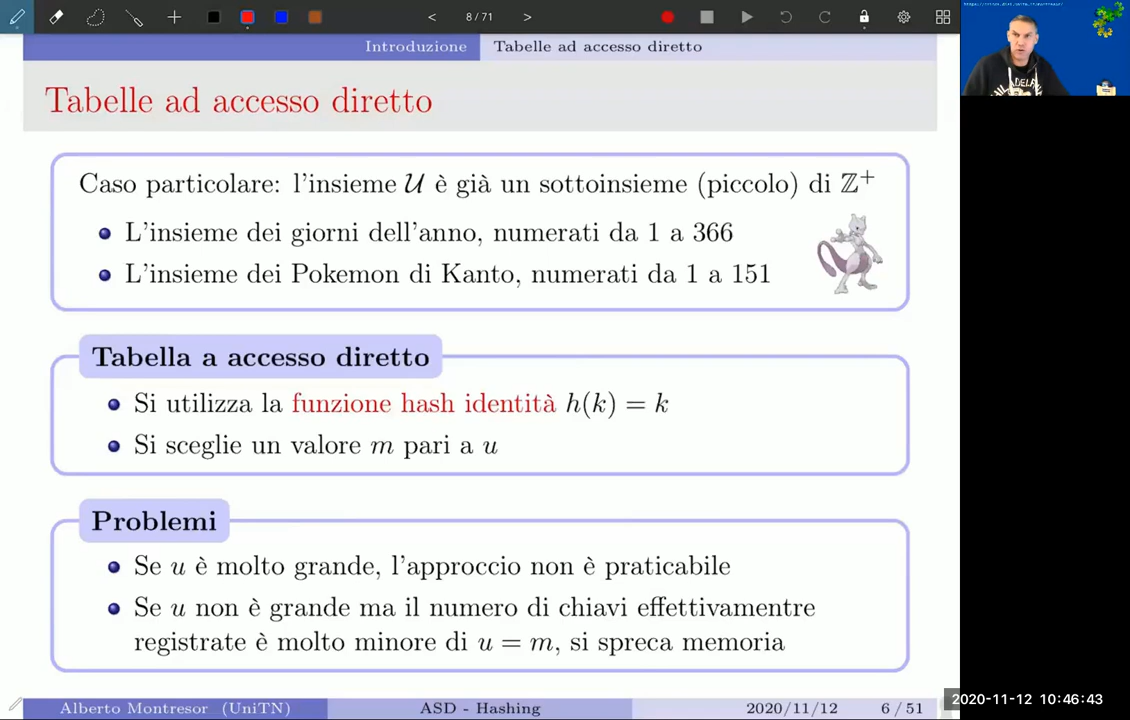 8 / 71
Introduzione
Tabelle ad accesso diretto
Tabelle ad accesso diretto
Caso particolare: l'insieme 𝒰 è già un sottoinsieme (piccolo) di ℤ⁺
L'insieme dei giorni dell'anno, numerati da 1 a 366
L'insieme dei Pokemon di Kanto, numerati da 1 a 151
Tabella a accesso diretto
Si utilizza la funzione hash identità h(k) = k
Si sceglie un valore m pari a u
Problemi
Se u è molto grande, l'approccio non è praticabile
Se u non è grande ma il numero di chiavi effettivamentre
registrate è molto minore di u = m, si spreca memoria
Alberto Montresor (UniTN)
ASD - Hashing
2020/11/12
6 / 51
2020-11-12 10:46:43